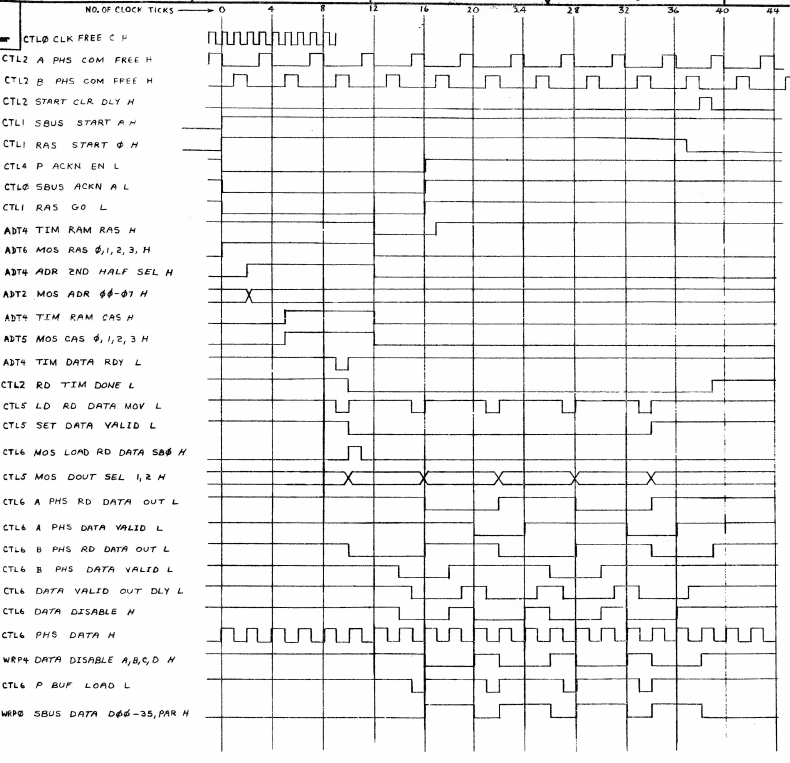 NO. OF CLOCK TICKS 0 4 8 12 16 20 24 28 32 36 40 44
CTLØ CLK FREE C H
CTL2 A PHS COM FREE H
CTL2 B PHS COM FREE H
CTL2 START CLR DLY H
CTL1 SBUS START A H
CTL1 RAS START Ø H
CTL4 P ACKN EN L
CTLØ SBUS ACKN A L
CTL1 RAS GO L
ADT4 TIM RAM RAS H
ADT6 MOS RAS Ø,1,2,3, H
ADT4 ADR 2ND HALF SEL H
ADT2 MOS ADR ØØ-Ø7 H
ADT4 TIM RAM CAS H
ADT5 MOS CAS Ø,1,2,3 H
ADT4 TIM DATA RDY L
CTL2 RD TIM DONE L
CTL5 LD RD DATA MOV L
CTL5 SET DATA VALID L
CTL6 MOS LOAD RD DATA SBØ H
CTL5 MOS DOUT SEL 1,2 H
CTL6 A PHS RD DATA OUT L
CTL6 A PHS DATA VALID L
CTL6 B PHS RD DATA OUT L
CTL6 B PHS DATA VALID L
CTL6 DATA VALID OUT DLY L
CTL6 DATA DISABLE H
CTL6 PHS DATA H
WRP4 DATA DISABLE A,B,C,D H
CTL6 P BUF LOAD L
WRPØ SBUS DATA DØØ-35, PAR H